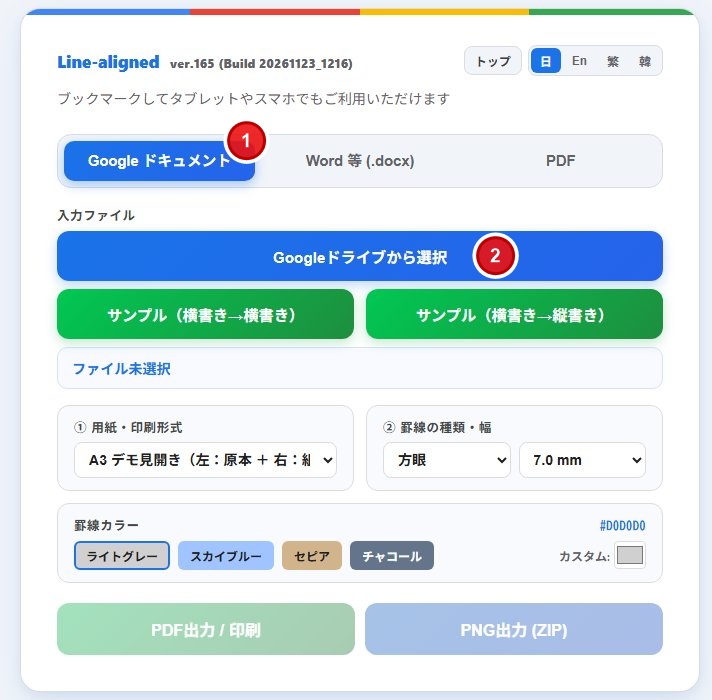 Line-aligned ver.165 (Build 20261123_1216) トップ 日 En 繁 韓
ブックマークしてタブレットやスマホでもご利用いただけます
Google ドキュメント 1 Word 等 (.docx) PDF
入力ファイル
Googleドライブから選択 2
サンプル（横書き→横書き） サンプル（横書き→縦書き）
ファイル未選択
① 用紙・印刷形式 ② 罫線の種類・幅
A3 デモ見開き（左：原本 ＋ 右： 方眼 7.0 mm
罫線カラー #D0D0D0
ライトグレー スカイブルー セピア チャコール カスタム:
PDF出力 / 印刷 PNG出力 (ZIP)